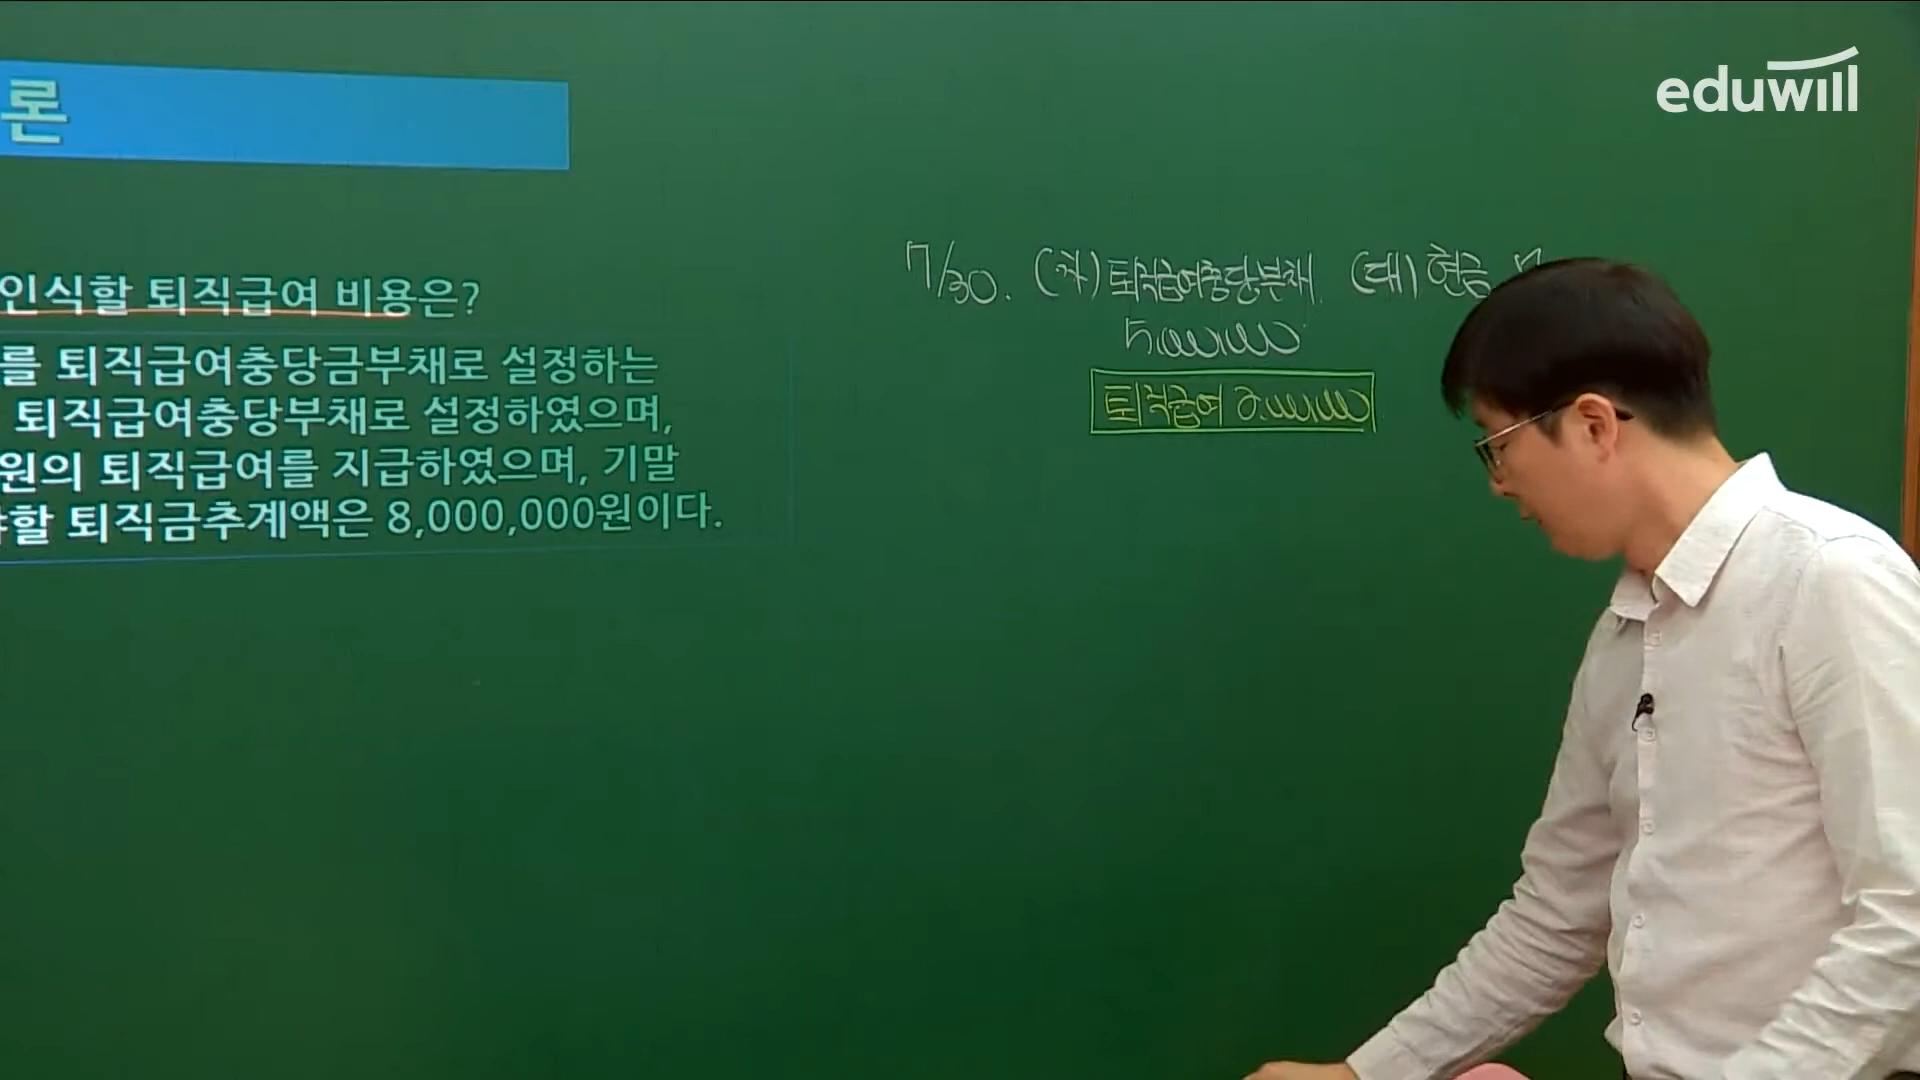 eduwill
론
인식할 퇴직급여 비용은?
를 퇴직급여충당금부채로 설정하는
퇴직급여충당부채로 설정하였으며,
원의 퇴직급여를 지급하였으며, 기말
할 퇴직금추계액은 8,000,000원이다.
7/30. (차) 퇴직급여충당부채 (대) 현금 7
5,000,000
퇴직급여 2,000,000